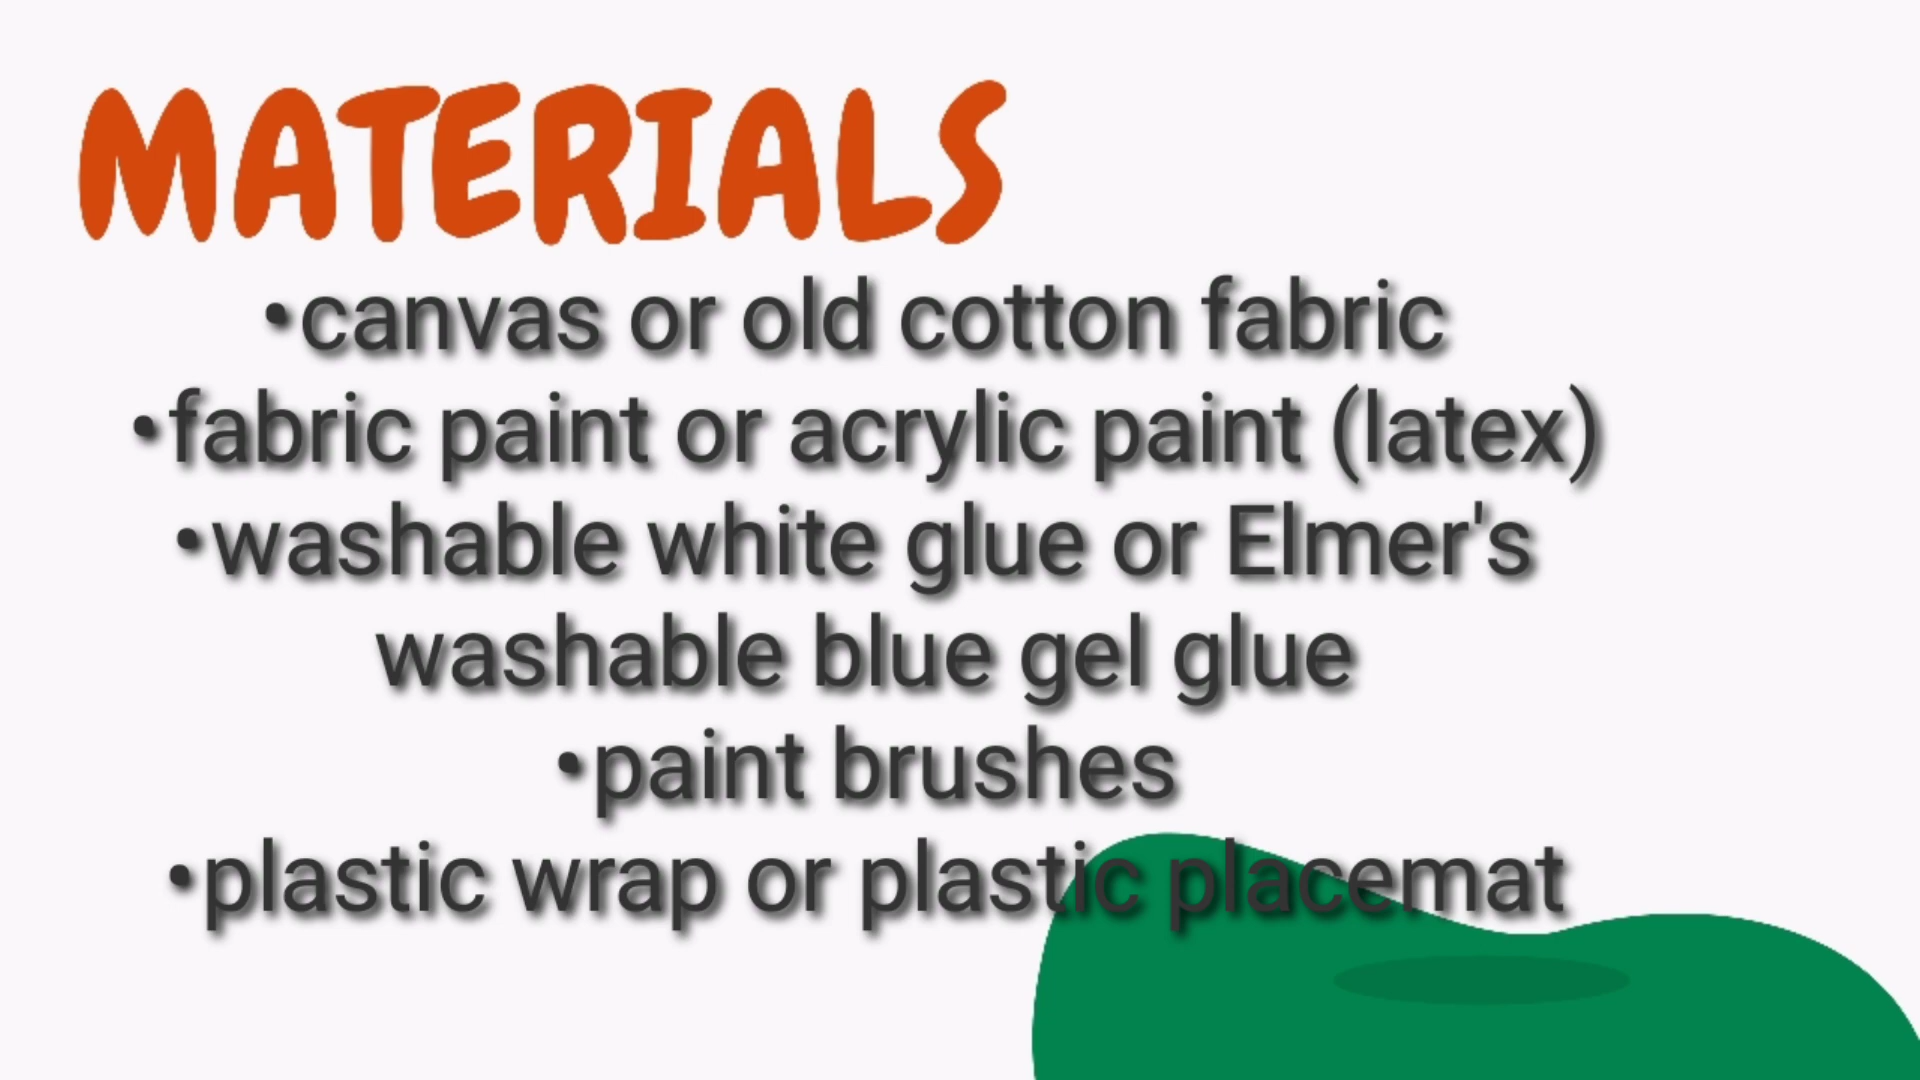 MATERIALS
•canvas or old cotton fabric
•fabric paint or acrylic paint (latex)
•washable white glue or Elmer's
washable blue gel glue
•paint brushes
•plastic wrap or plastic placemat